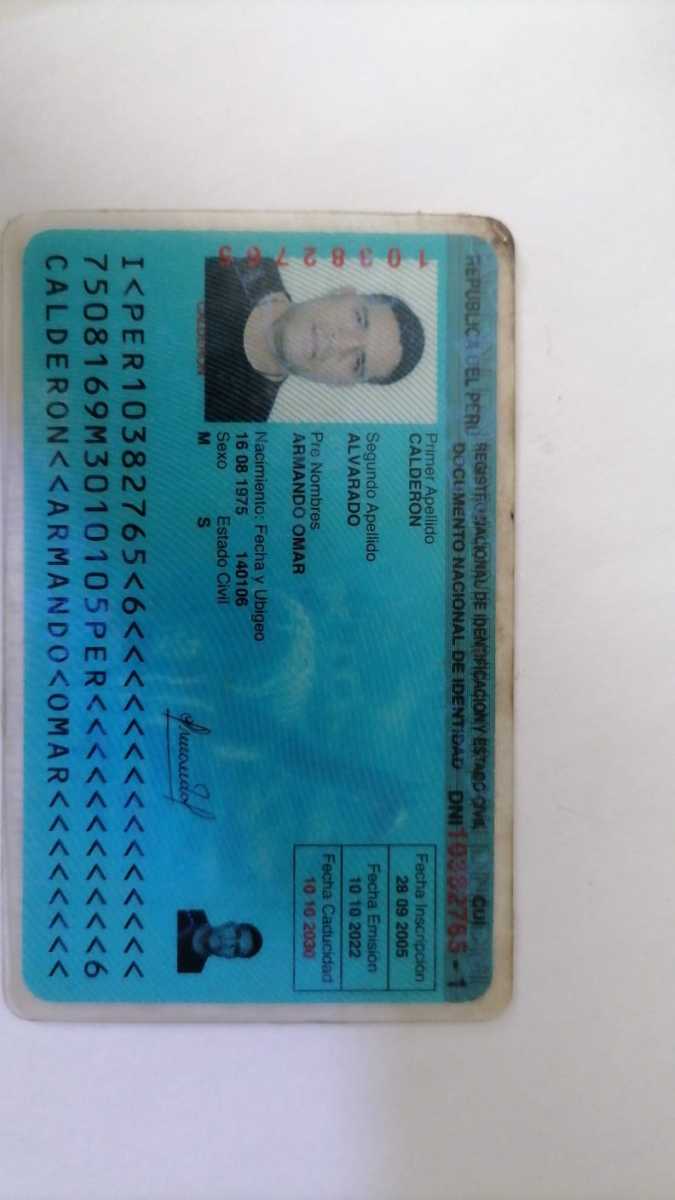 REPUBLICA DEL PERU REGISTRO NACIONAL DE IDENTIFICACION Y ESTADO CIVIL
CUI
DOCUMENTO NACIONAL DE IDENTIDAD DNI 10382765 - 1
10382765
Primer Apellido
CALDERON
Segundo Apellido
ALVARADO
Pre Nombres
ARMANDO OMAR
Nacimiento: Fecha y Ubigeo
16 08 1975 140106
Sexo Estado Civil
M S
Fecha Inscripción
28 09 2005
Fecha Emisión
10 10 2022
Fecha Caducidad
10 10 2030
I<PER10382765<6<<<<<<<<<<<<<<<
7508169M3010105PER<<<<<<<<<<<6
CALDERON<<ARMANDO<OMAR<<<<<<<<